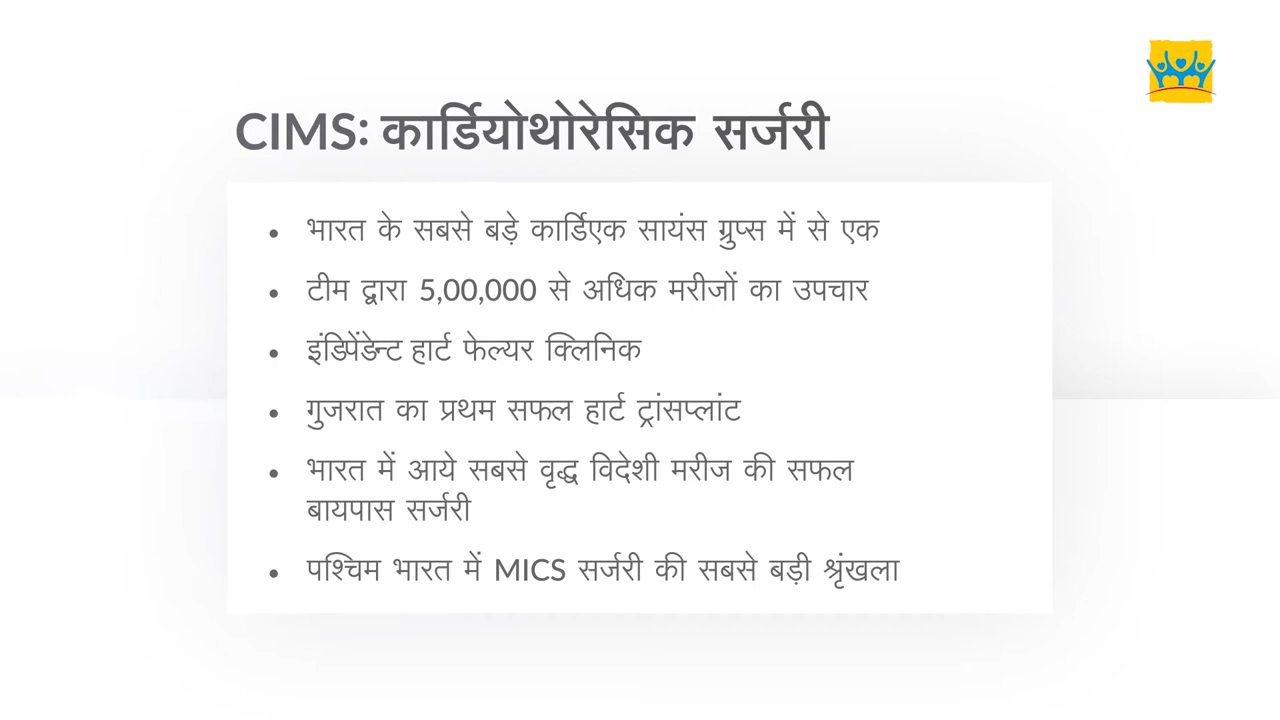 CIMS: कार्डियोथोरेसिक सर्जरी
• भारत के सबसे बड़े कार्डिएक सायंस ग्रुप्स में से एक
• टीम द्वारा 5,00,000 से अधिक मरीजों का उपचार
• इंडिपेंडेन्ट हार्ट फेल्यर क्लिनिक
• गुजरात का प्रथम सफल हार्ट ट्रांसप्लांट
• भारत में आये सबसे वृद्ध विदेशी मरीज की सफल
बायपास सर्जरी
• पश्चिम भारत में MICS सर्जरी की सबसे बड़ी श्रृंखला